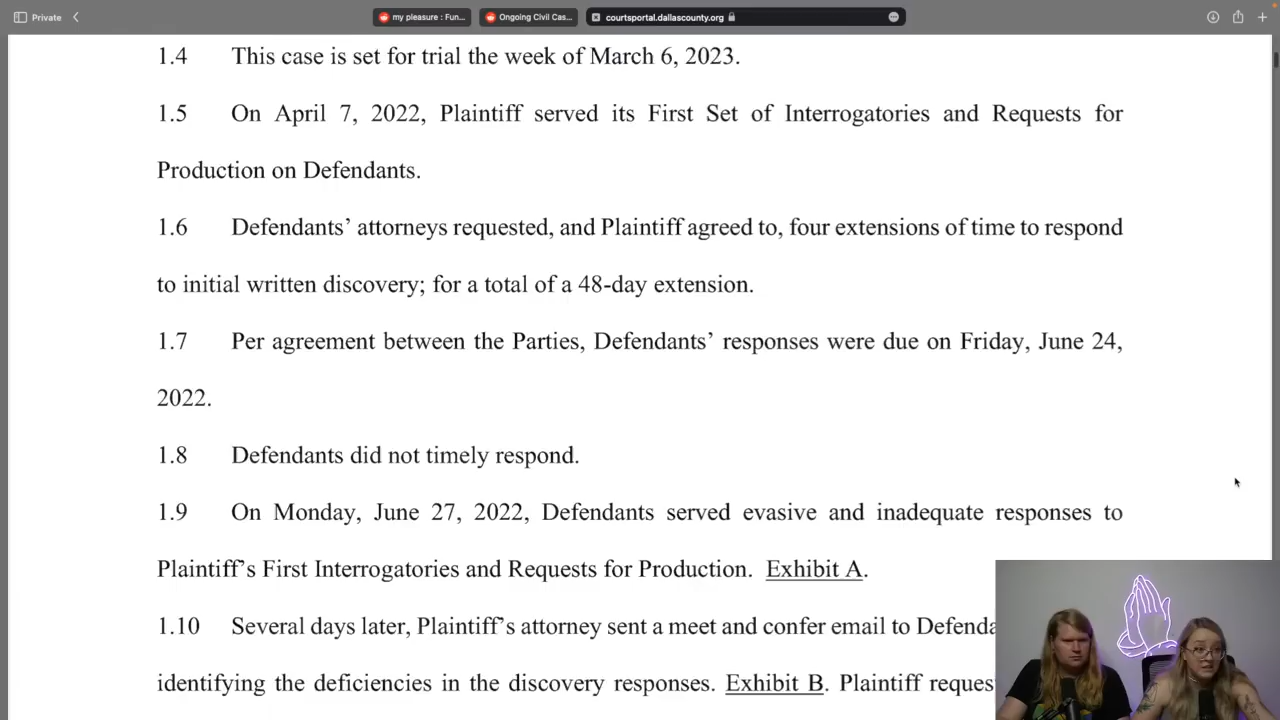 Private
my pleasure : Fun...
Ongoing Civil Cas...
courtsportal.dallascounty.org
1.4 This case is set for trial the week of March 6, 2023.
1.5 On April 7, 2022, Plaintiff served its First Set of Interrogatories and Requests for
Production on Defendants.
1.6 Defendants’ attorneys requested, and Plaintiff agreed to, four extensions of time to respond
to initial written discovery; for a total of a 48-day extension.
1.7 Per agreement between the Parties, Defendants’ responses were due on Friday, June 24,
2022.
1.8 Defendants did not timely respond.
1.9 On Monday, June 27, 2022, Defendants served evasive and inadequate responses to
Plaintiff’s First Interrogatories and Requests for Production. Exhibit A.
1.10 Several days later, Plaintiff’s attorney sent a meet and confer email to Defenda
identifying the deficiencies in the discovery responses. Exhibit B. Plaintiff reques